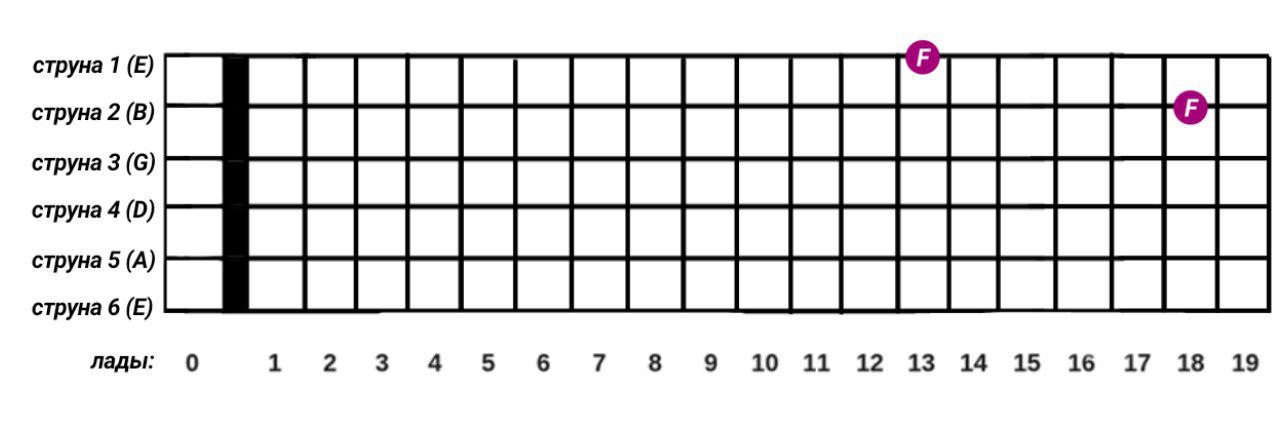 струна 1 (E)
F
струна 2 (B)
F
струна 3 (G)
струна 4 (D)
струна 5 (A)
струна 6 (E)
лады: 0 1 2 3 4 5 6 7 8 9 10 11 12 13 14 15 16 17 18 19